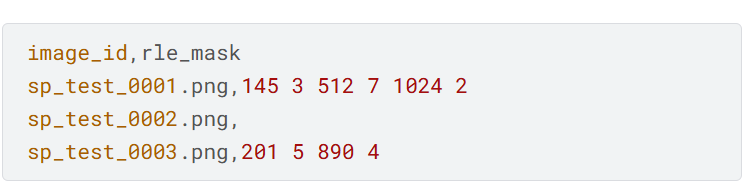 image_id,rle_mask
sp_test_0001.png,145 3 512 7 1024 2
sp_test_0002.png,
sp_test_0003.png,201 5 890 4